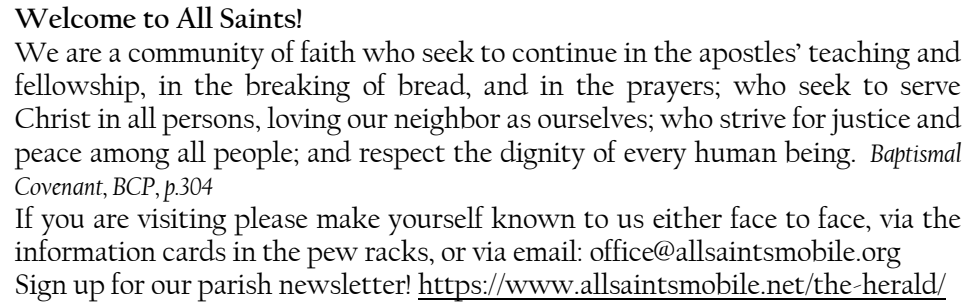 Welcome to All Saints!
We are a community of faith who seek to continue in the apostles’ teaching and
fellowship, in the breaking of bread, and in the prayers; who seek to serve
Christ in all persons, loving our neighbor as ourselves; who strive for justice and
peace among all people; and respect the dignity of every human being. Baptismal
Covenant, BCP, p.304
If you are visiting please make yourself known to us either face to face, via the
information cards in the pew racks, or via email: office@allsaintsmobile.org
Sign up for our parish newsletter! https://www.allsaintsmobile.net/the-herald/